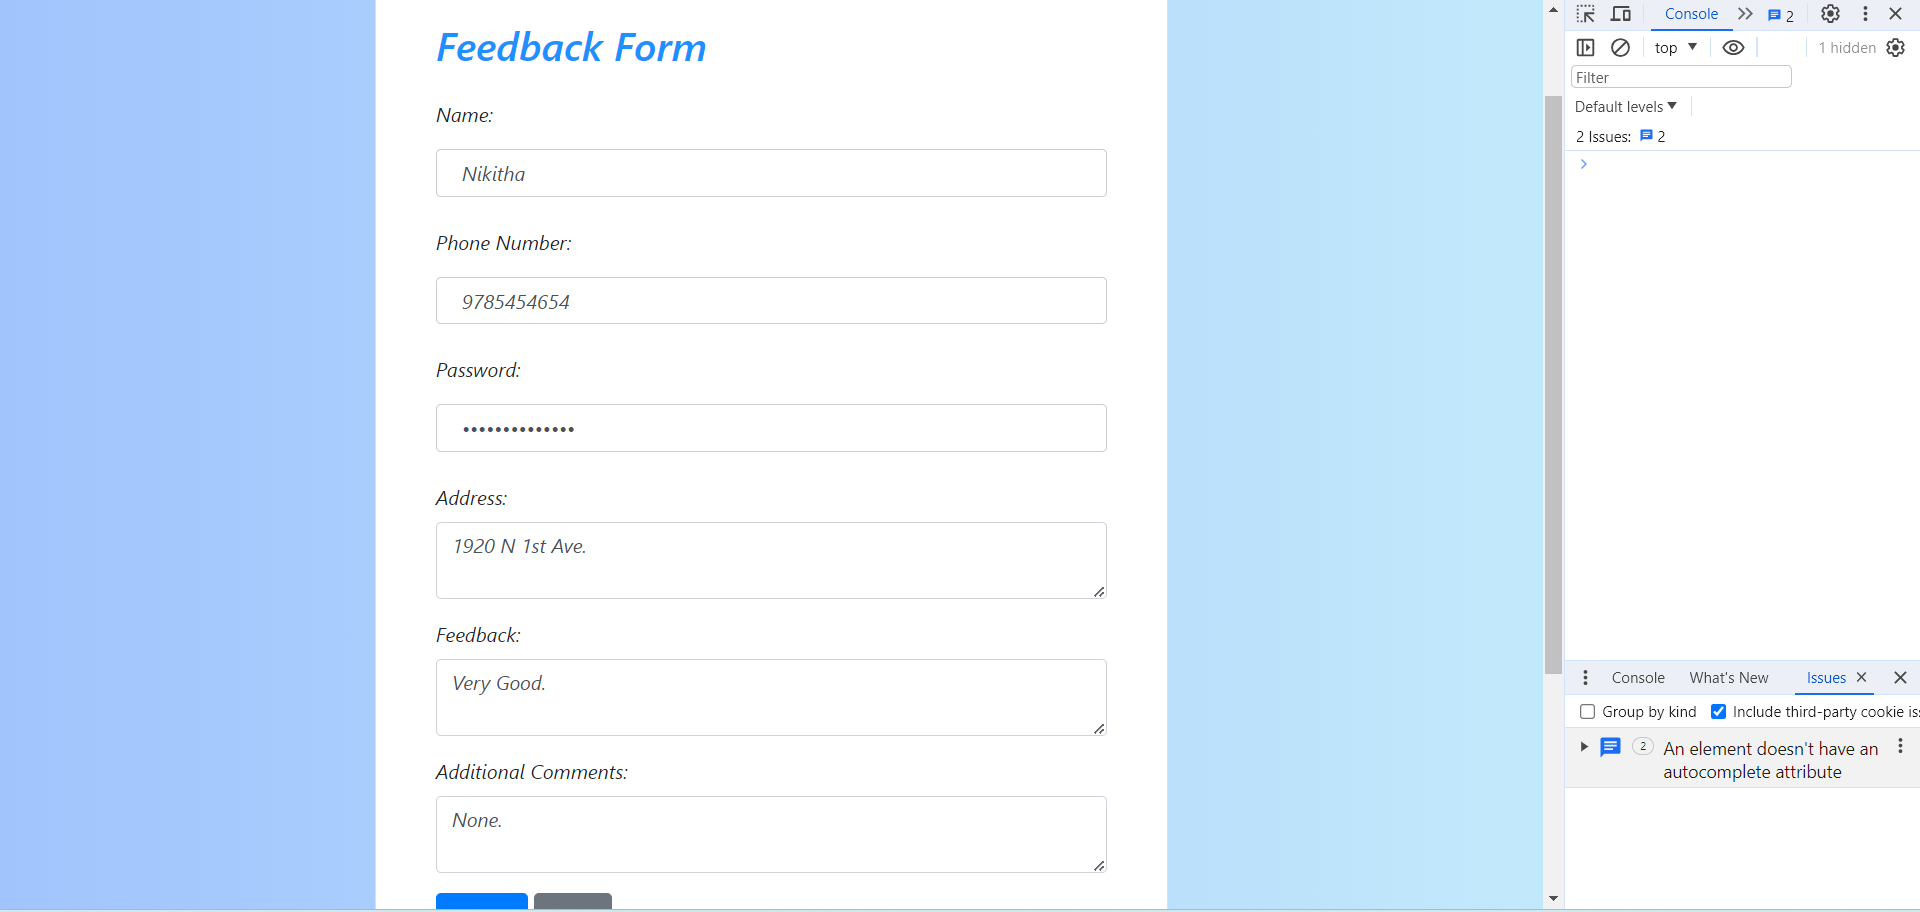 Feedback Form
Name:
Nikitha
Phone Number:
9785454654
Password:
••••••••••••••
Address:
1920 N 1st Ave.
Feedback:
Very Good.
Additional Comments:
None.
Console
2
top
1 hidden
Filter
Default levels
2 Issues:
2
Console
What's New
Issues
Group by kind
Include third-party cookie iss
2
An element doesn't have an
autocomplete attribute